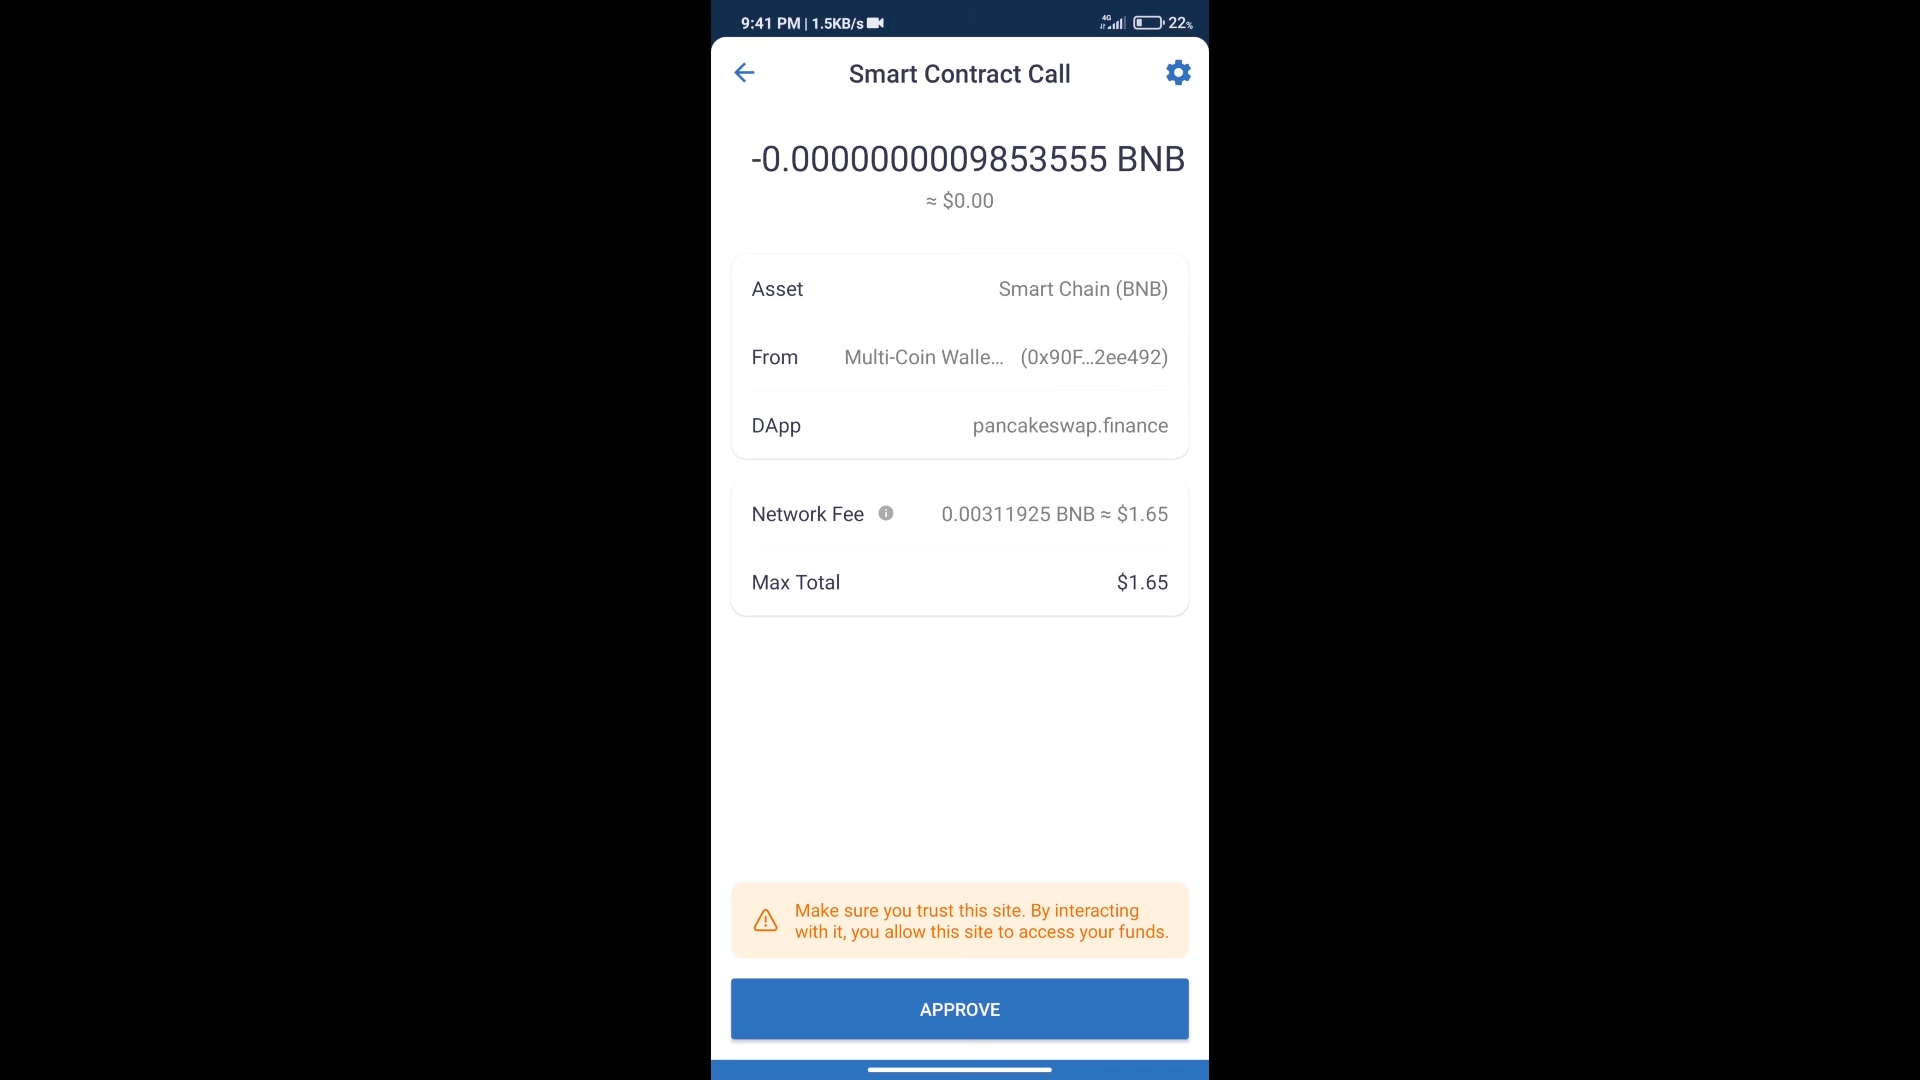 9:41 PM | 1.5KB/s 4G 22%
Smart Contract Call
-0.0000000009853555 BNB
≈ $0.00
Asset Smart Chain (BNB)
From Multi-Coin Walle... (0x90F...2ee492)
DApp pancakeswap.finance
Network Fee 0.00311925 BNB ≈ $1.65
Max Total $1.65
Make sure you trust this site. By interacting
with it, you allow this site to access your funds.
APPROVE